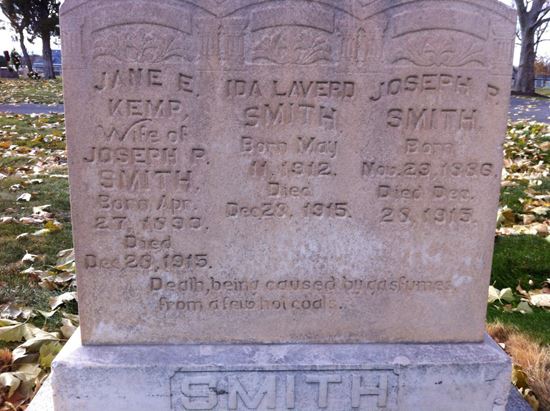 JANE E.
KEMP,
Wife of
JOSEPH P.
SMITH.
Born Apr.
27, 1890.
Died
Dec. 28, 1915.
IDA LAVERD
SMITH.
Born May
11, 1912.
Died
Dec. 28, 1915.
JOSEPH P.
SMITH
Born
Nov. 23, 1886.
Died Dec.
28, 1915.
Death, being caused by gas fumes
from a few hot coals.
SMITH